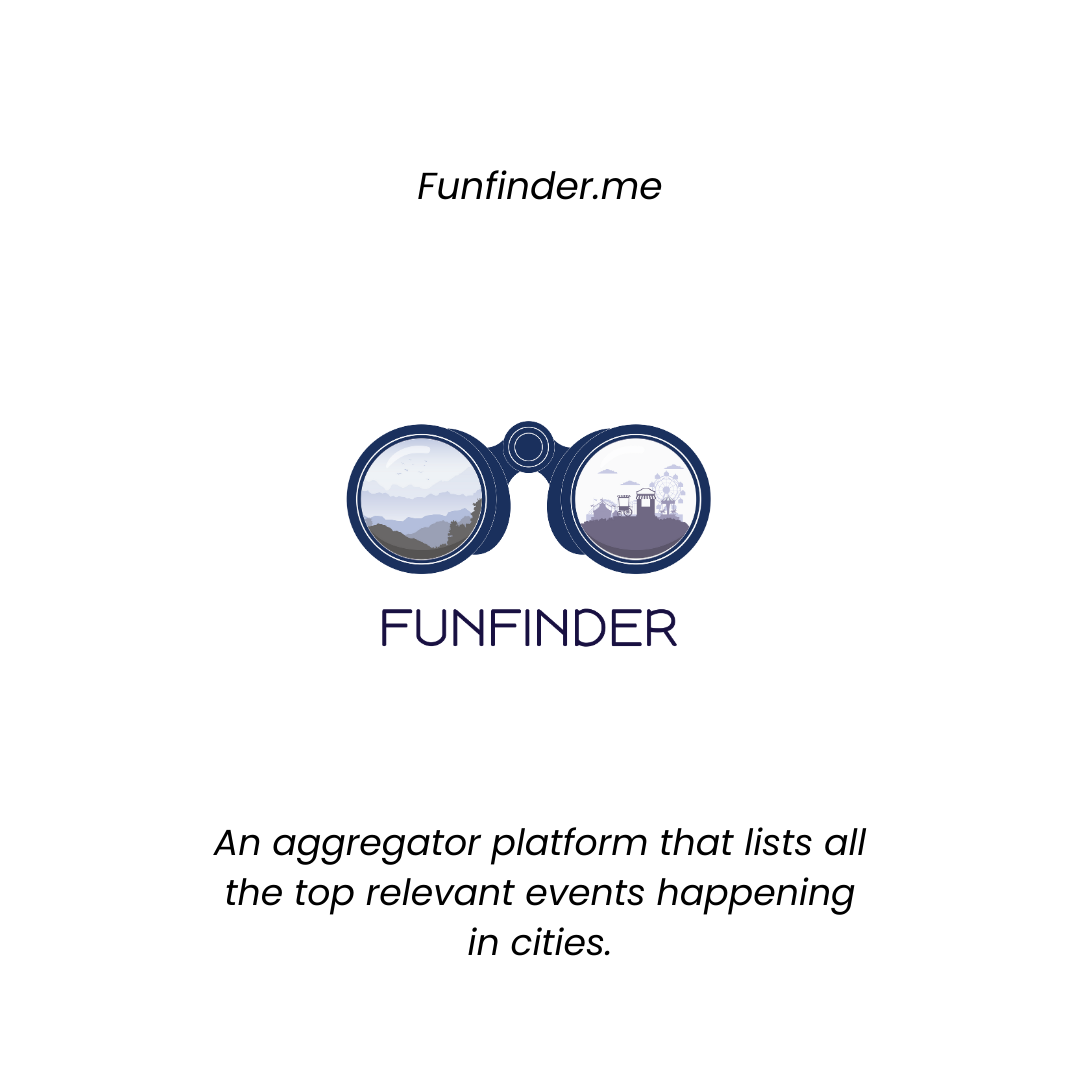 Funfinder.me
FUNFINDER
An aggregator platform that lists all
the top relevant events happening
in cities.